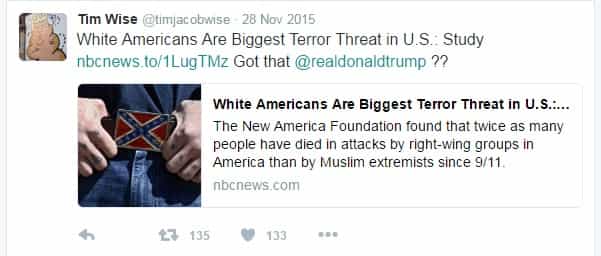 Tim Wise @timjacobwise · 28 Nov 2015
White Americans Are Biggest Terror Threat in U.S.: Study
nbcnews.to/1LugTMz Got that @realdonaldtrump ??
White Americans Are Biggest Terror Threat in U.S.:...
The New America Foundation found that twice as many
people have died in attacks by right-wing groups in
America than by Muslim extremists since 9/11.
nbcnews.com
135 133